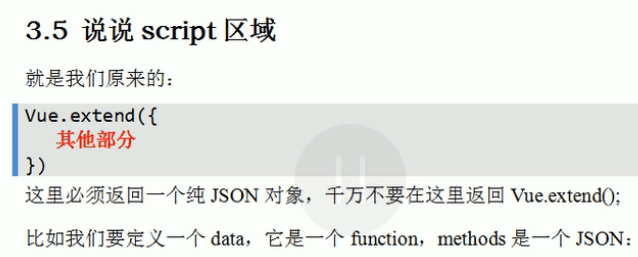 3.5 说说 script 区域
就是我们原来的：
Vue.extend({
其他部分
})
这里必须返回一个纯 JSON 对象，千万不要在这里返回 Vue.extend();
比如我们要定义一个 data，它是一个 function，methods 是一个 JSON：